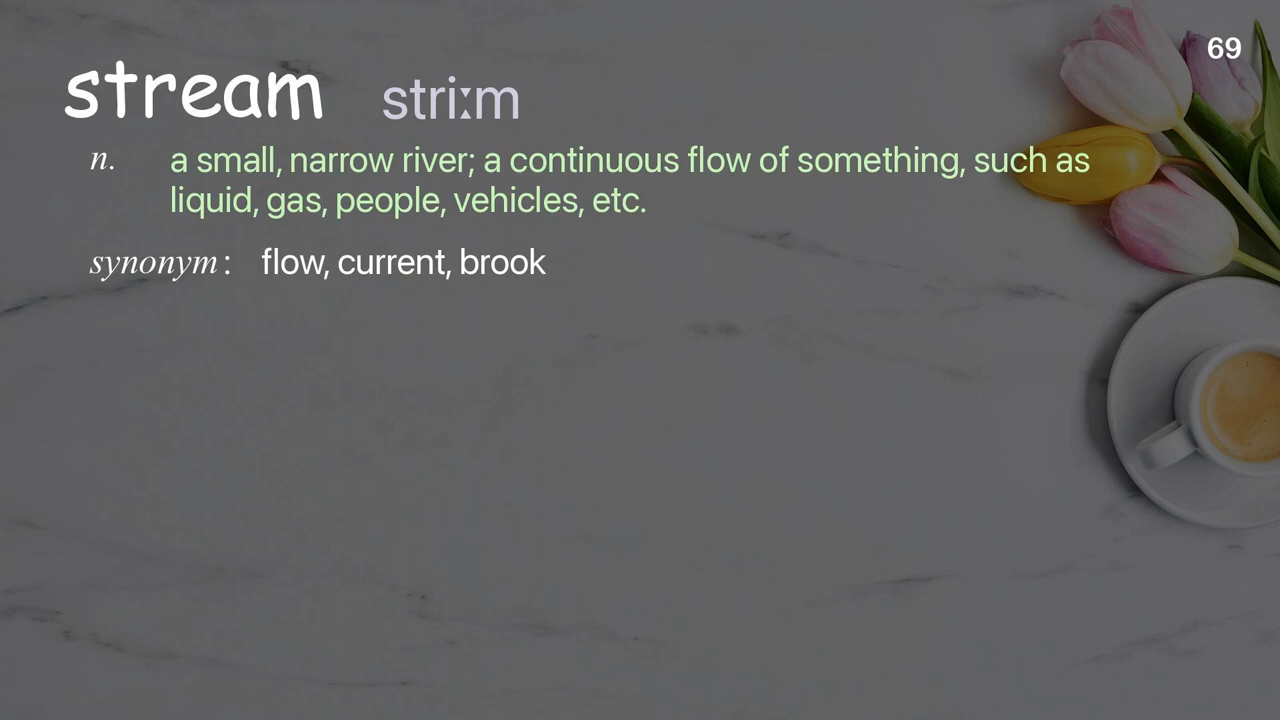 69
stream striːm
n. a small, narrow river; a continuous flow of something, such as
liquid, gas, people, vehicles, etc.
synonym : flow, current, brook